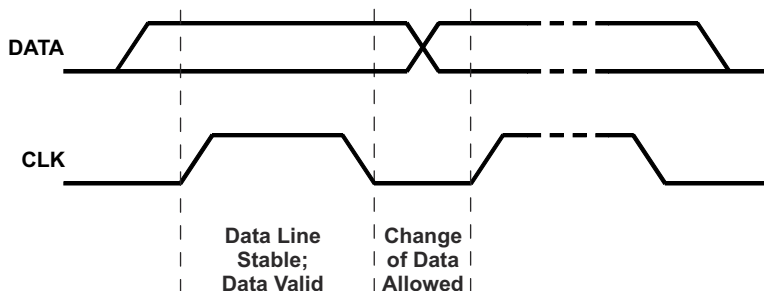 DATA
CLK
Data Line
Stable;
Data Valid
Change
of Data
Allowed